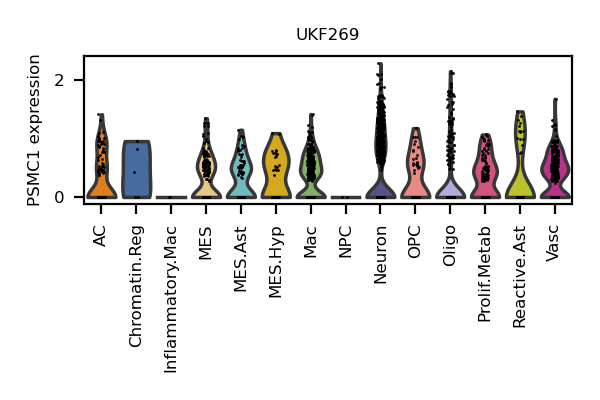 UKF269
PSMC1 expression
2
0
AC
Chromatin.Reg
Inflammatory.Mac
MES
MES.Ast
MES.Hyp
Mac
NPC
Neuron
OPC
Oligo
Prolif.Metab
Reactive.Ast
Vasc